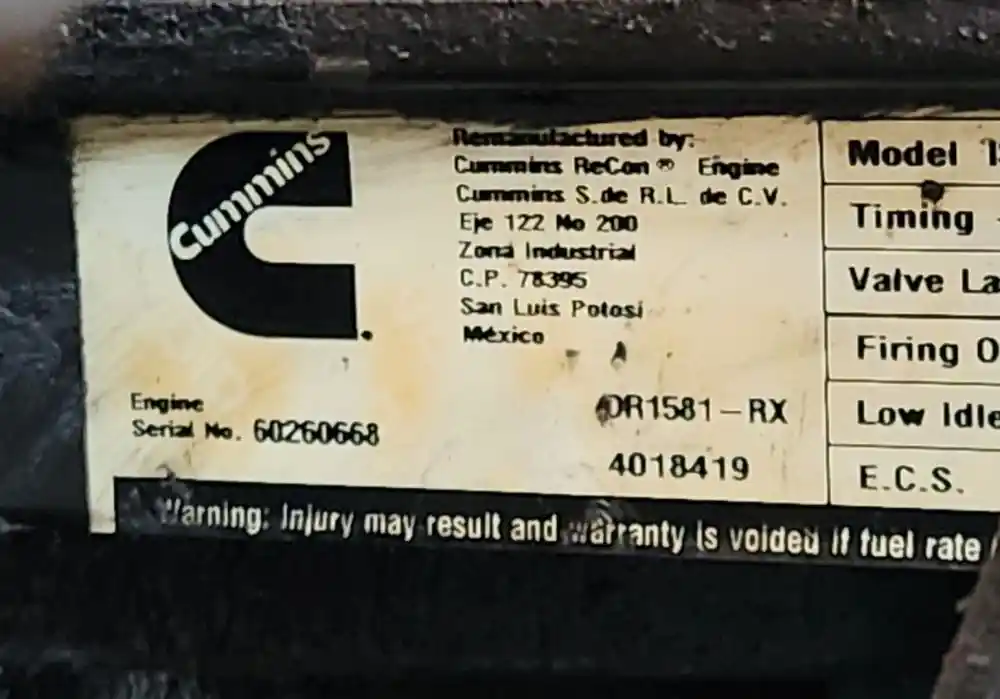 Cummins
Remanufactured by:
Cummins ReCon ® Engine
Cummins S.de R.L. de C.V.
Eje 122 No 200
Zona Industrial
C.P. 78395
San Luis Potosi
México
Engine
Serial No. 60260668
DR1581-RX
4018419
Model
Timing
Valve La
Firing O
Low Idle
E.C.S.
Warning: Injury may result and warranty is voided if fuel rate